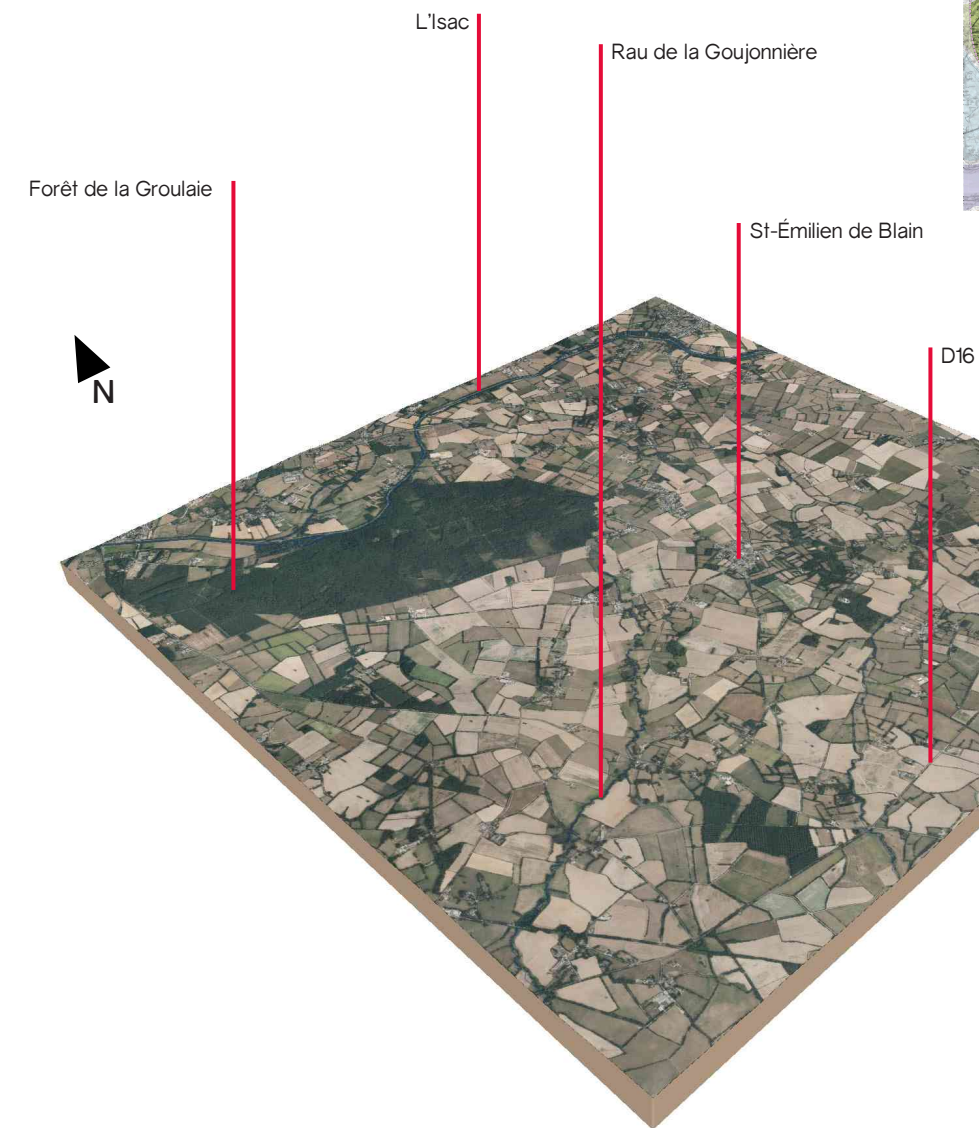 L'Isac
Rau de la Goujonnière
Forêt de la Groulaie
St-Émilien de Blain
N
D16